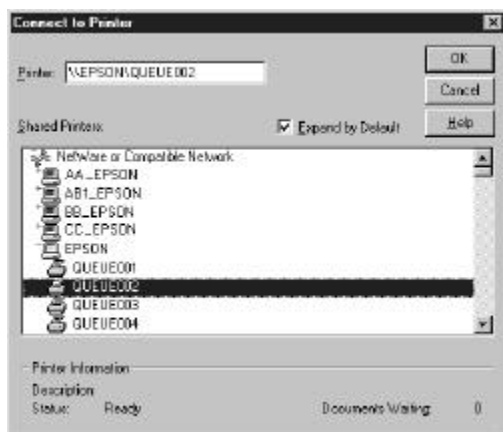 Connect to Printer
Printer: \\EPSON\QUEUE002
OK
Cancel
Help
Shared Printers:
Expand by Default
NetWare or Compatible Network
AA_EPSON
AB1_EPSON
BB_EPSON
CC_EPSON
EPSON
QUEUE001
QUEUE002
QUEUE003
QUEUE004
Printer Information
Description:
Status: Ready
Documents Waiting: 0